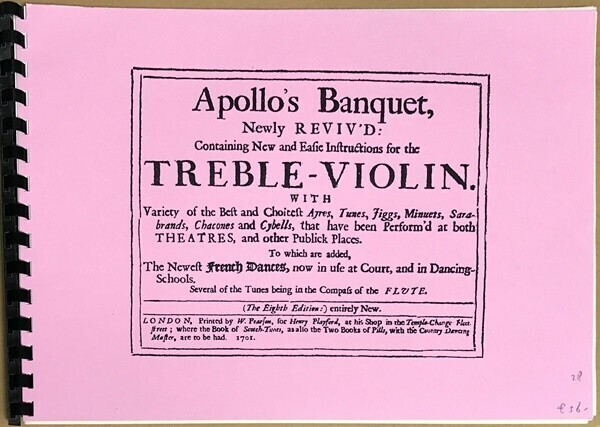 Apollo's Banquet,
Newly REVIV'D:
Containing New and Easie Instructions for the
TREBLE-VIOLIN.
WITH
Variety of the Best and Choicest Ayres, Tunes, Jiggs, Minuets, Sara-
brands, Chacones and Cybells, that have been Perform'd at both
THEATRES, and other Publick Places.
To which are added,
The Newest French Dances, now in use at Court, and in Dancing-
Schools.
Several of the Tunes being in the Compass of the FLUTE.
(The Eighth Edition:) entirely New.
LONDON, Printed by W. Pearson, for Henry Playford, at his Shop in the Temple-Change Fleet-
street; where the Book of Scotch-Tunes, as also the Two Books of Pills, with the Country Dancing
Master, are to be had. 1701.